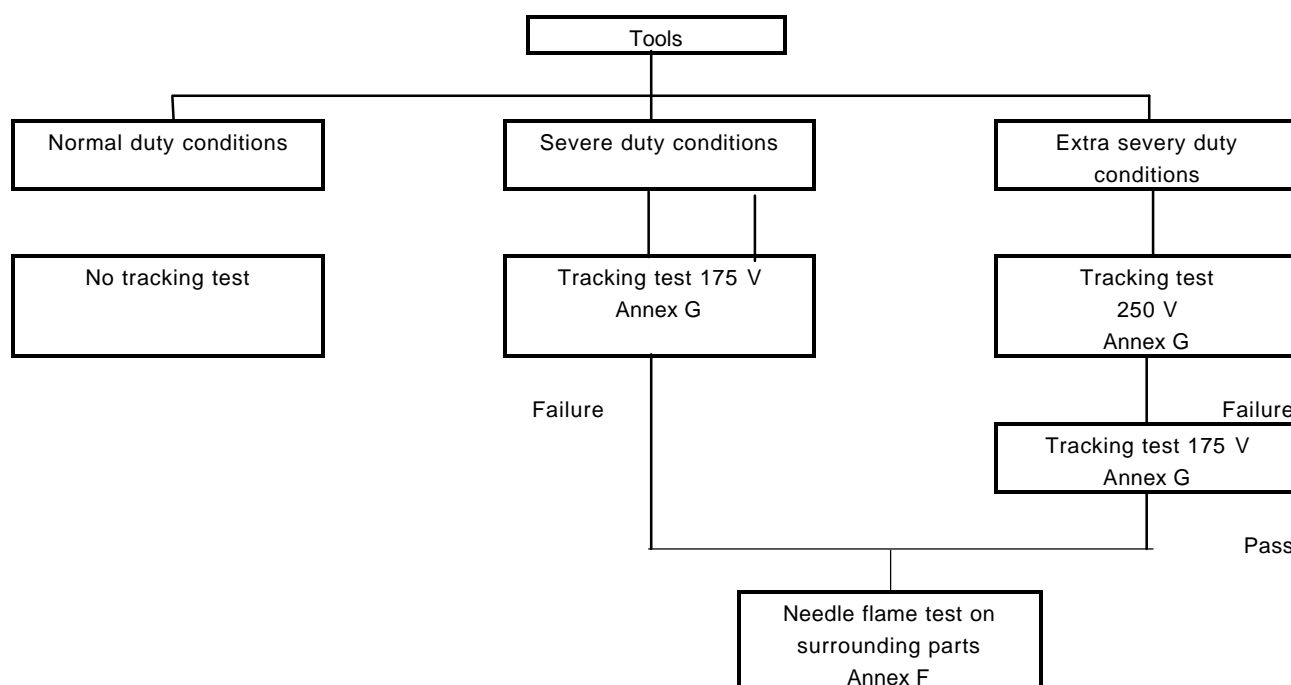 Tools
Normal duty conditions
Severe duty conditions
Extra severy duty
conditions
No tracking test
Tracking test 175 V
Annex G
Tracking test
250 V
Annex G
Failure
Failure
Tracking test 175 V
Annex G
Pass
Needle flame test on
surrounding parts
Annex F